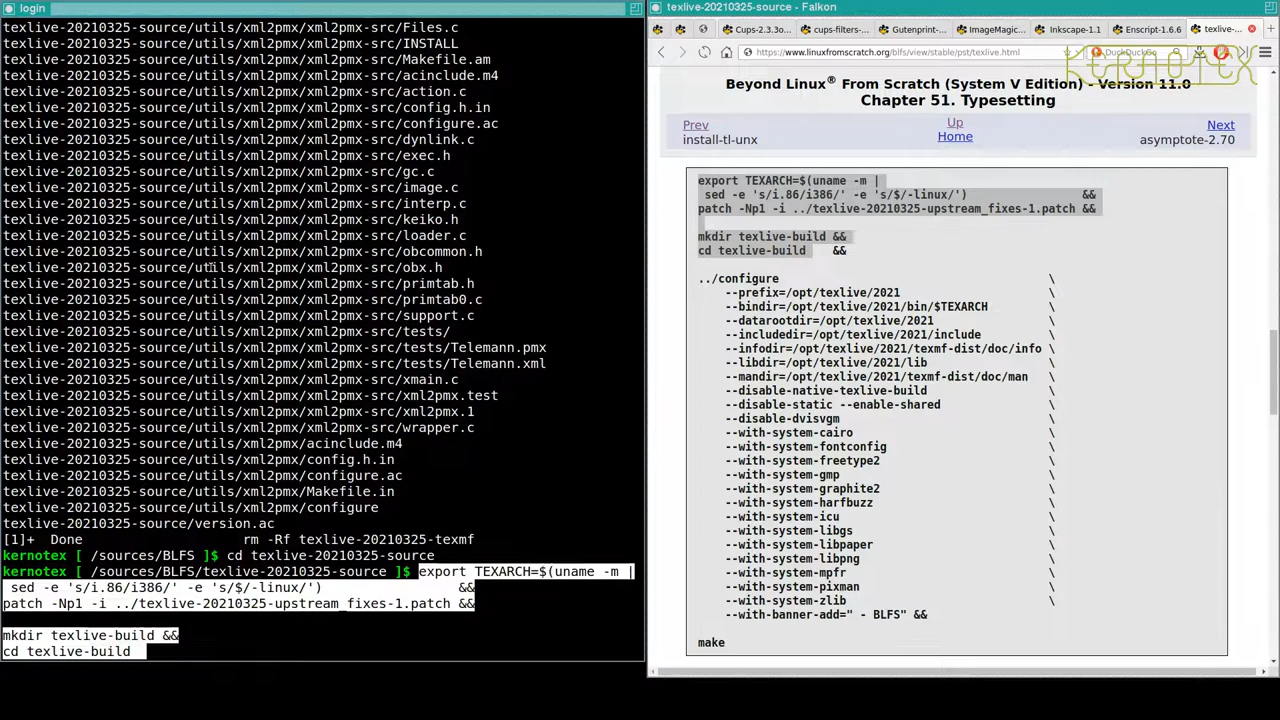 login
texlive-20210325-source/utils/xml2pmx/xml2pmx-src/Files.c
texlive-20210325-source/utils/xml2pmx/xml2pmx-src/INSTALL
texlive-20210325-source/utils/xml2pmx/xml2pmx-src/Makefile.am
texlive-20210325-source/utils/xml2pmx/xml2pmx-src/acinclude.m4
texlive-20210325-source/utils/xml2pmx/xml2pmx-src/action.c
texlive-20210325-source/utils/xml2pmx/xml2pmx-src/config.h.in
texlive-20210325-source/utils/xml2pmx/xml2pmx-src/configure.ac
texlive-20210325-source/utils/xml2pmx/xml2pmx-src/dynlink.c
texlive-20210325-source/utils/xml2pmx/xml2pmx-src/exec.h
texlive-20210325-source/utils/xml2pmx/xml2pmx-src/gc.c
texlive-20210325-source/utils/xml2pmx/xml2pmx-src/image.c
texlive-20210325-source/utils/xml2pmx/xml2pmx-src/interp.c
texlive-20210325-source/utils/xml2pmx/xml2pmx-src/keiko.h
texlive-20210325-source/utils/xml2pmx/xml2pmx-src/loader.c
texlive-20210325-source/utils/xml2pmx/xml2pmx-src/obcommon.h
texlive-20210325-source/utils/xml2pmx/xml2pmx-src/obx.h
texlive-20210325-source/utils/xml2pmx/xml2pmx-src/primtab.h
texlive-20210325-source/utils/xml2pmx/xml2pmx-src/primtab0.c
texlive-20210325-source/utils/xml2pmx/xml2pmx-src/support.c
texlive-20210325-source/utils/xml2pmx/xml2pmx-src/tests/
texlive-20210325-source/utils/xml2pmx/xml2pmx-src/tests/Telemann.pmx
texlive-20210325-source/utils/xml2pmx/xml2pmx-src/tests/Telemann.xml
texlive-20210325-source/utils/xml2pmx/xml2pmx-src/xmain.c
texlive-20210325-source/utils/xml2pmx/xml2pmx-src/xml2pmx.test
texlive-20210325-source/utils/xml2pmx/xml2pmx-src/xml2pmx.1
texlive-20210325-source/utils/xml2pmx/xml2pmx-src/wrapper.c
texlive-20210325-source/utils/xml2pmx/acinclude.m4
texlive-20210325-source/utils/xml2pmx/config.h.in
texlive-20210325-source/utils/xml2pmx/configure.ac
texlive-20210325-source/utils/xml2pmx/Makefile.in
texlive-20210325-source/utils/xml2pmx/configure
texlive-20210325-source/version.ac
[1]+  Done                    rm -Rf texlive-20210325-texmf
kernotex [ /sources/BLFS ]$ cd texlive-20210325-source
kernotex [ /sources/BLFS/texlive-20210325-source ]$ export TEXARCH=$(uname -m |
 sed -e 's/i.86/i386/' -e 's/$/-linux/')                 &&
patch -Np1 -i ../texlive-20210325-upstream_fixes-1.patch &&
mkdir texlive-build &&
cd texlive-build
texlive-20210325-source - Falkon
Cups-2.3.3o... cups-filters-... Gutenprint-... ImageMagic... Inkscape-1.1 Enscript-1.6.6 texlive-...
https://www.linuxfromscratch.org/blfs/view/stable/pst/texlive.html DuckDuckGo
KERNOTEX
Beyond Linux® From Scratch (System V Edition) - Version 11.0
Chapter 51. Typesetting
Prev Up Next
install-tl-unx Home asymptote-2.70
export TEXARCH=$(uname -m |
 sed -e 's/i.86/i386/' -e 's/$/-linux/')                 &&
patch -Np1 -i ../texlive-20210325-upstream_fixes-1.patch &&
mkdir texlive-build &&
cd texlive-build    &&
../configure                                        \
    --prefix=/opt/texlive/2021                      \
    --bindir=/opt/texlive/2021/bin/$TEXARCH         \
    --datarootdir=/opt/texlive/2021                 \
    --includedir=/opt/texlive/2021/include          \
    --infodir=/opt/texlive/2021/texmf-dist/doc/info \
    --libdir=/opt/texlive/2021/lib                  \
    --mandir=/opt/texlive/2021/texmf-dist/doc/man   \
    --disable-native-texlive-build                  \
    --disable-static --enable-shared                \
    --disable-dvisvgm                               \
    --with-system-cairo                             \
    --with-system-fontconfig                        \
    --with-system-freetype2                         \
    --with-system-gmp                               \
    --with-system-graphite2                         \
    --with-system-harfbuzz                          \
    --with-system-icu                               \
    --with-system-libgs                             \
    --with-system-libpaper                          \
    --with-system-libpng                            \
    --with-system-mpfr                              \
    --with-system-pixman                            \
    --with-system-zlib                              \
    --with-banner-add=" - BLFS" &&
make